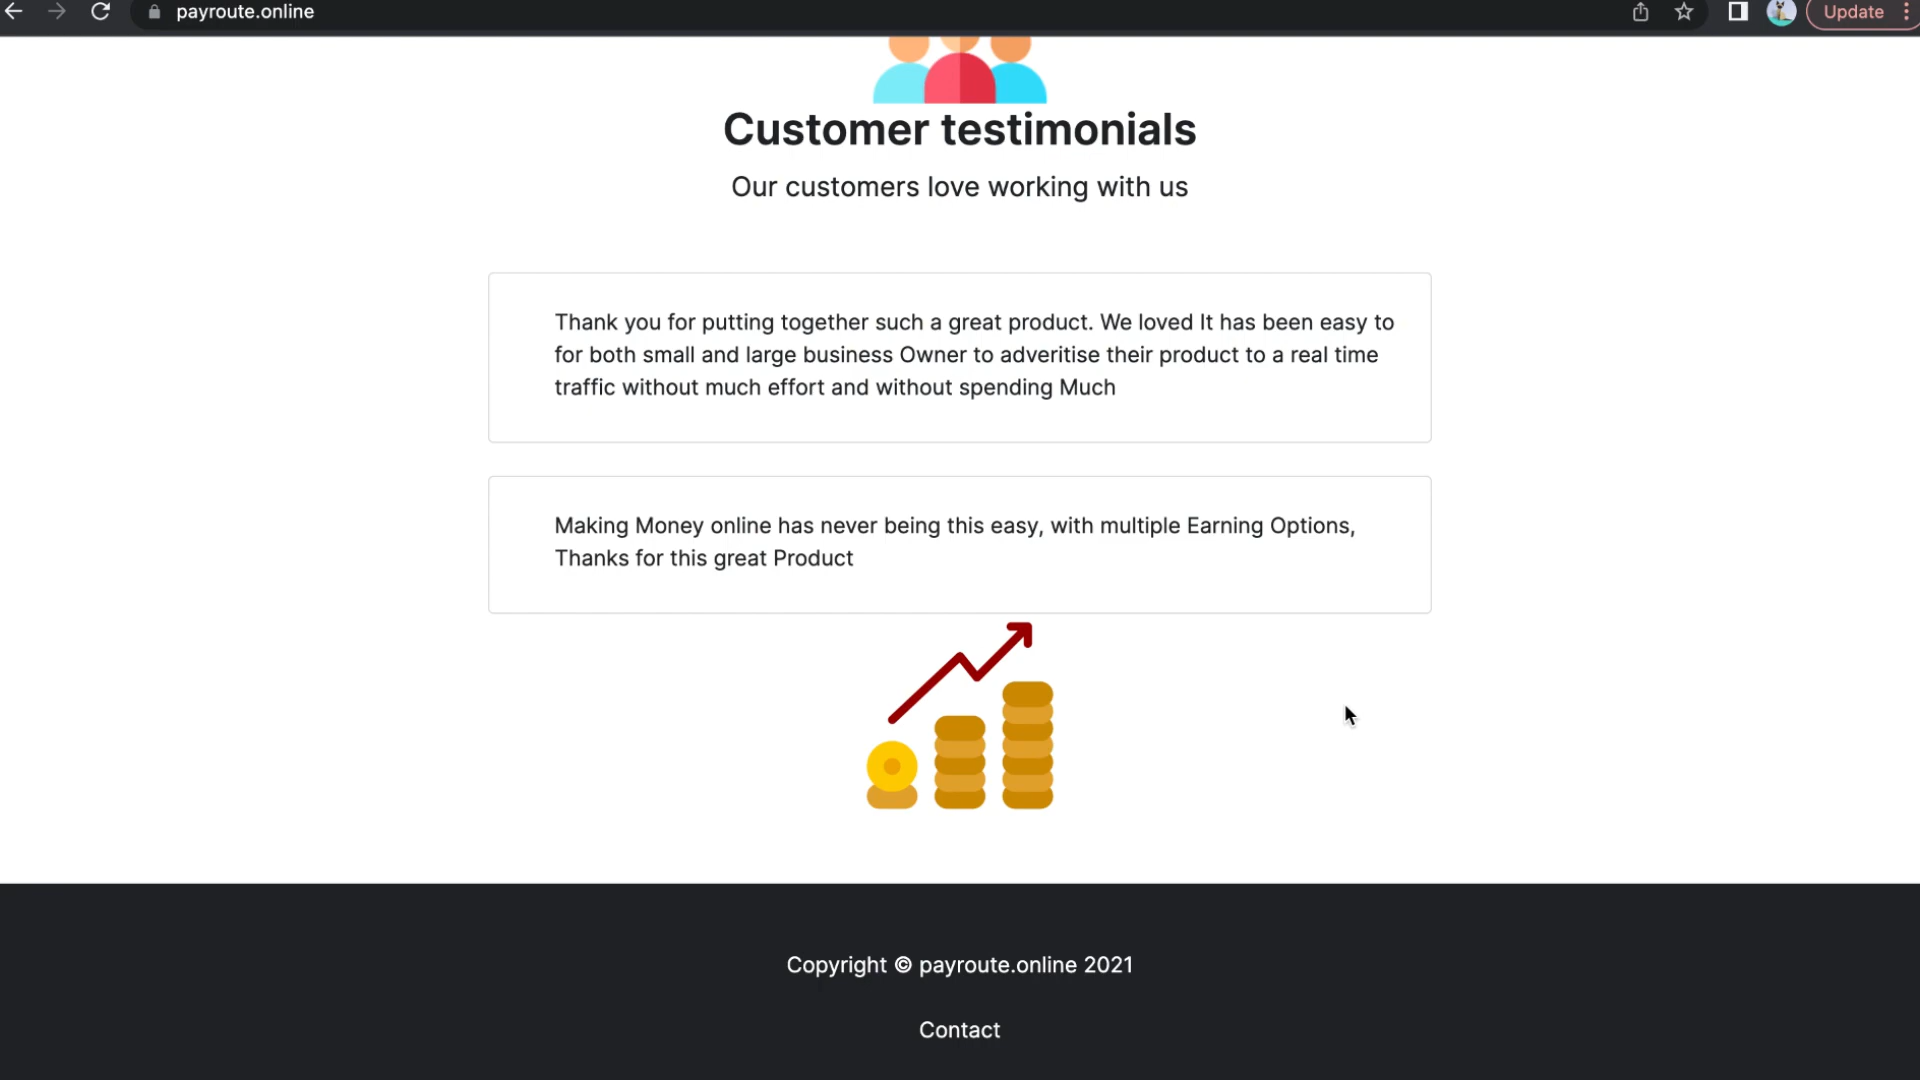 payroute.online
Update
Customer testimonials
Our customers love working with us
Thank you for putting together such a great product. We loved It has been easy to
for both small and large business Owner to adveritise their product to a real time
traffic without much effort and without spending Much
Making Money online has never being this easy, with multiple Earning Options,
Thanks for this great Product
Copyright © payroute.online 2021
Contact